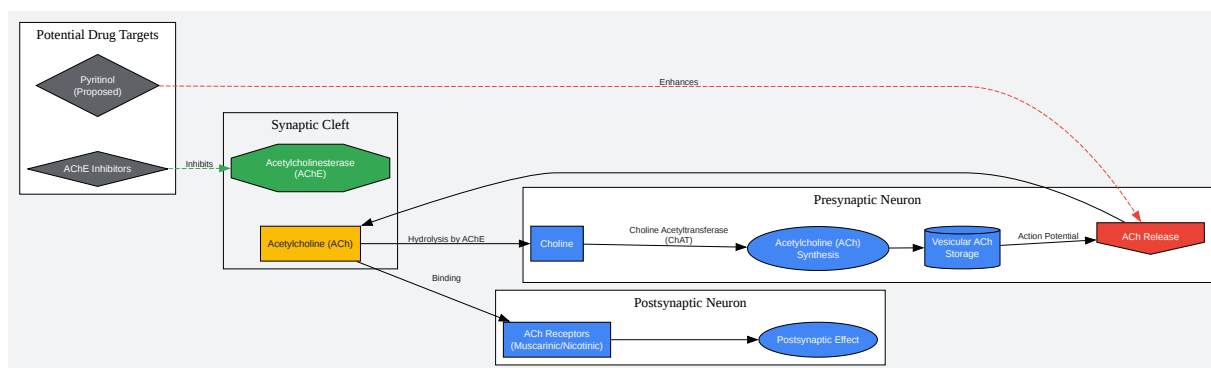 Potential Drug Targets
Pyritinol
(Proposed)
Enhances
AChE Inhibitors
Inhibits
Synaptic Cleft
Acetylcholinesterase
(AChE)
Acetylcholine (ACh)
Hydrolysis by AChE
Binding
Presynaptic Neuron
Choline
Choline Acetyltransferase
(ChAT)
Acetylcholine (ACh)
Synthesis
Vesicular ACh
Storage
Action Potential
ACh Release
Postsynaptic Neuron
ACh Receptors
(Muscarinic/Nicotinic)
Postsynaptic Effect